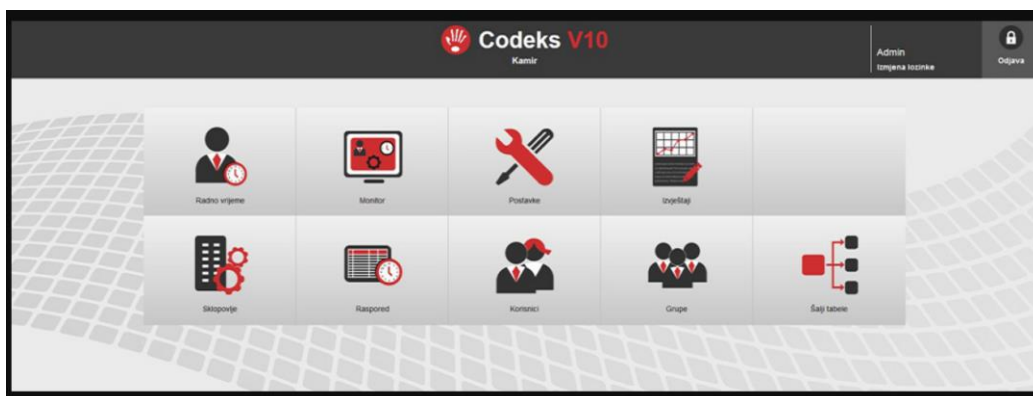 Codeks V10
Kamir
Admin
Izmjena lozinke
Odjava
Radno vrijeme
Monitor
Postavke
Izvještaji
Sklopovlje
Raspored
Korisnici
Grupe
Šalji tabele